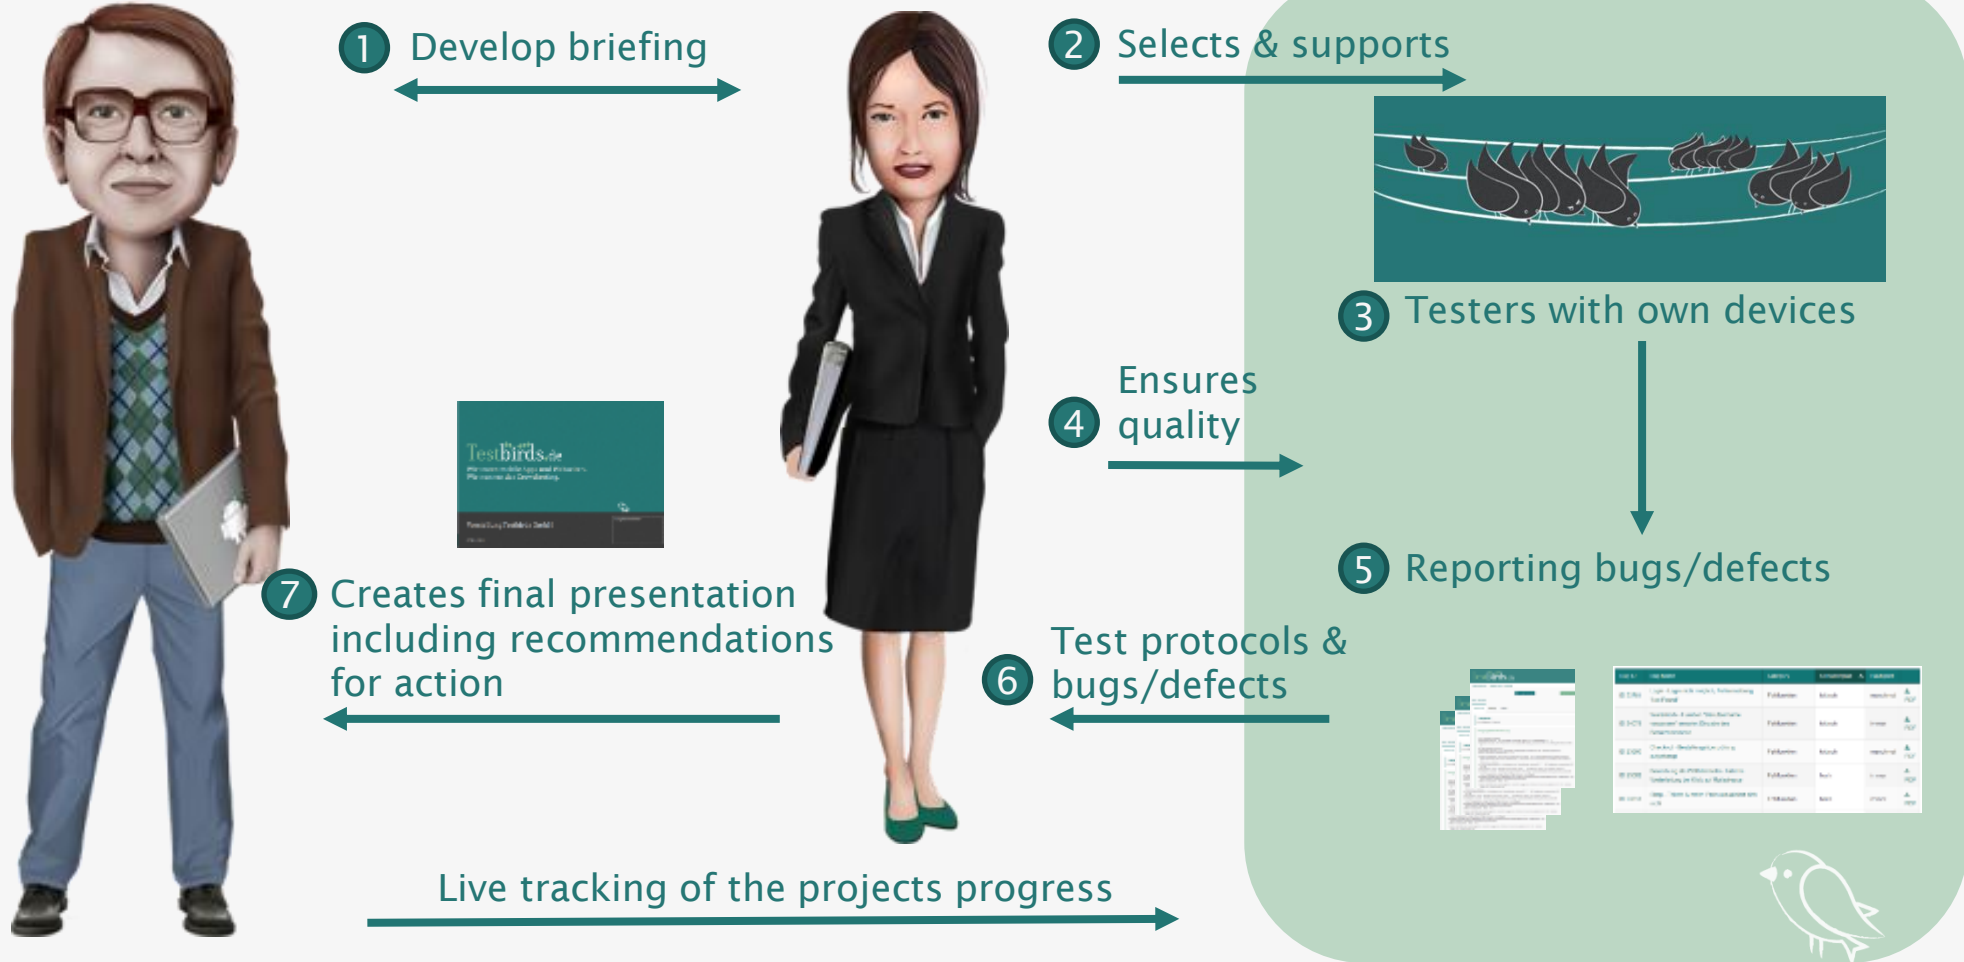 1 Develop briefing
2 Selects & supports
3 Testers with own devices
4 Ensures
quality
5 Reporting bugs/defects
Testbirds.de
7 Creates final presentation
including recommendations
for action
6 Test protocols &
bugs/defects
Live tracking of the projects progress